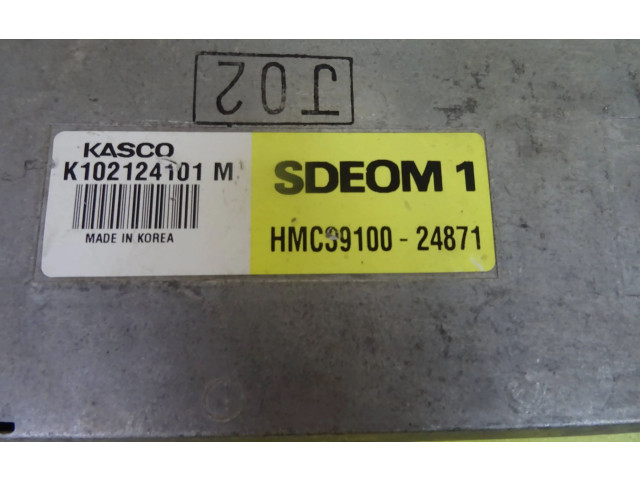 J02
KASCO
K102124101 M
MADE IN KOREA
SDEOM 1
HMC39100 - 24871